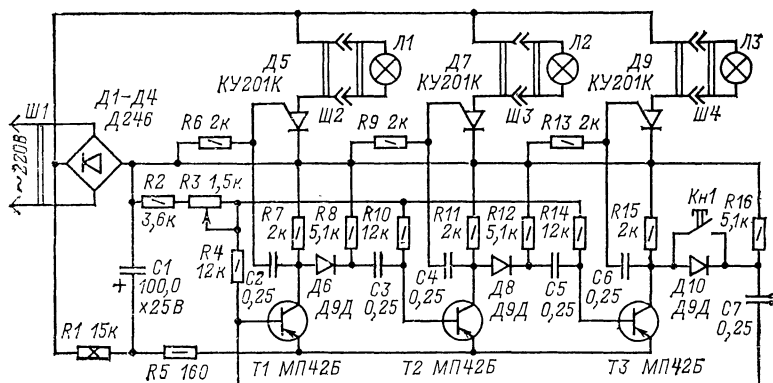 Ш1
~220В
Д1-Д4
Д246
Д5
КУ201К
Л1
Ш2
R6 2к
Д7
КУ201К
Л2
Ш3
R9 2к
Д9
КУ201К
Л3
Ш4
R13 2к
R2
3,6к
R3 1,5к
R4
12к
R7
2к
R8
5,1к
R10
12к
R11
2к
R12
5,1к
R14
12к
R15
2к
Кн1
R16
5,1к
C1
100,0
х25В
+
C2
0,25
Д6
Д9Д
C3
0,25
C4
0,25
Д8
Д9Д
C5
0,25
C6
0,25
Д10
Д9Д
C7
0,25
R1 15к
R5 160
Т1 МП42Б
Т2 МП42Б
Т3 МП42Б